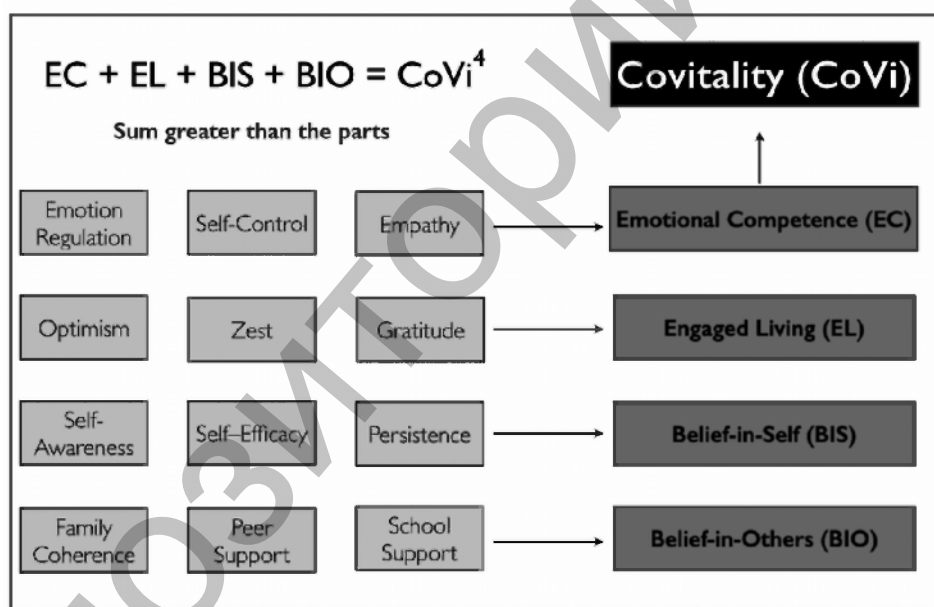 EC + EL + BIS + BIO = CoVi⁴
Covitality (CoVi)
Sum greater than the parts
Emotion
Regulation
Self-Control
Empathy
Emotional Competence (EC)
Optimism
Zest
Gratitude
Engaged Living (EL)
Self-
Awareness
Self–Efficacy
Persistence
Belief-in-Self (BIS)
Family
Coherence
Peer
Support
School
Support
Belief-in-Others (BIO)
позитори